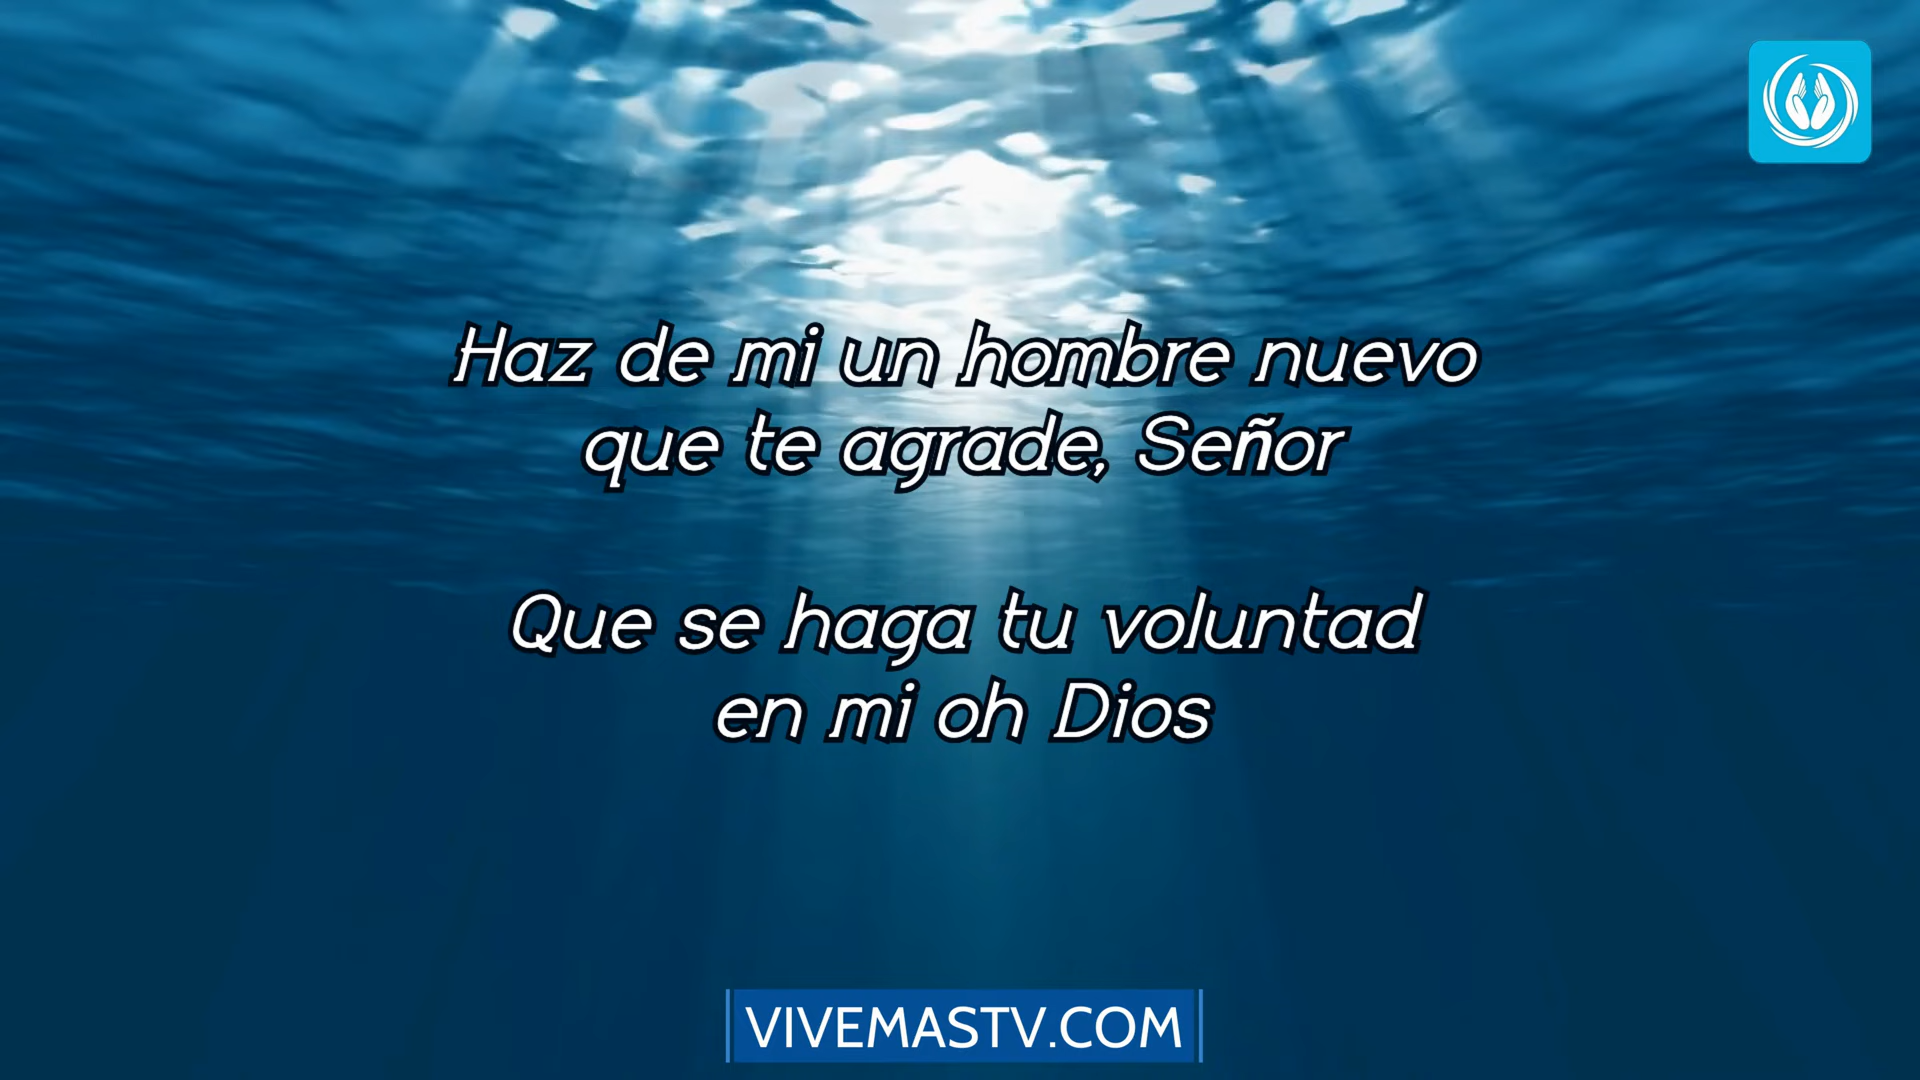 Haz de mi un hombre nuevo
que te agrade, Señor
Que se haga tu voluntad
en mi oh Dios
VIVEMASTV.COM